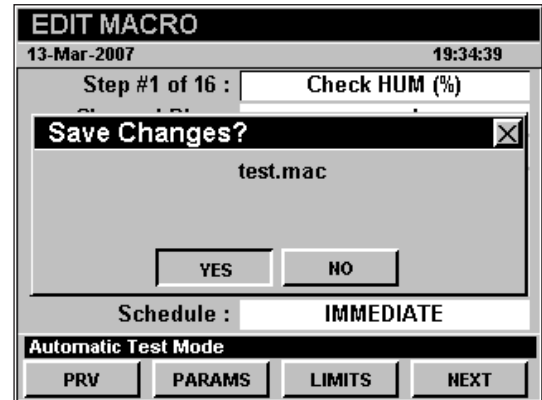 EDIT MACRO
13-Mar-2007 19:34:39
Step #1 of 16 : Check HUM (%)
Save Changes?
test.mac
YES NO
Schedule : IMMEDIATE
Automatic Test Mode
PRV PARAMS LIMITS NEXT